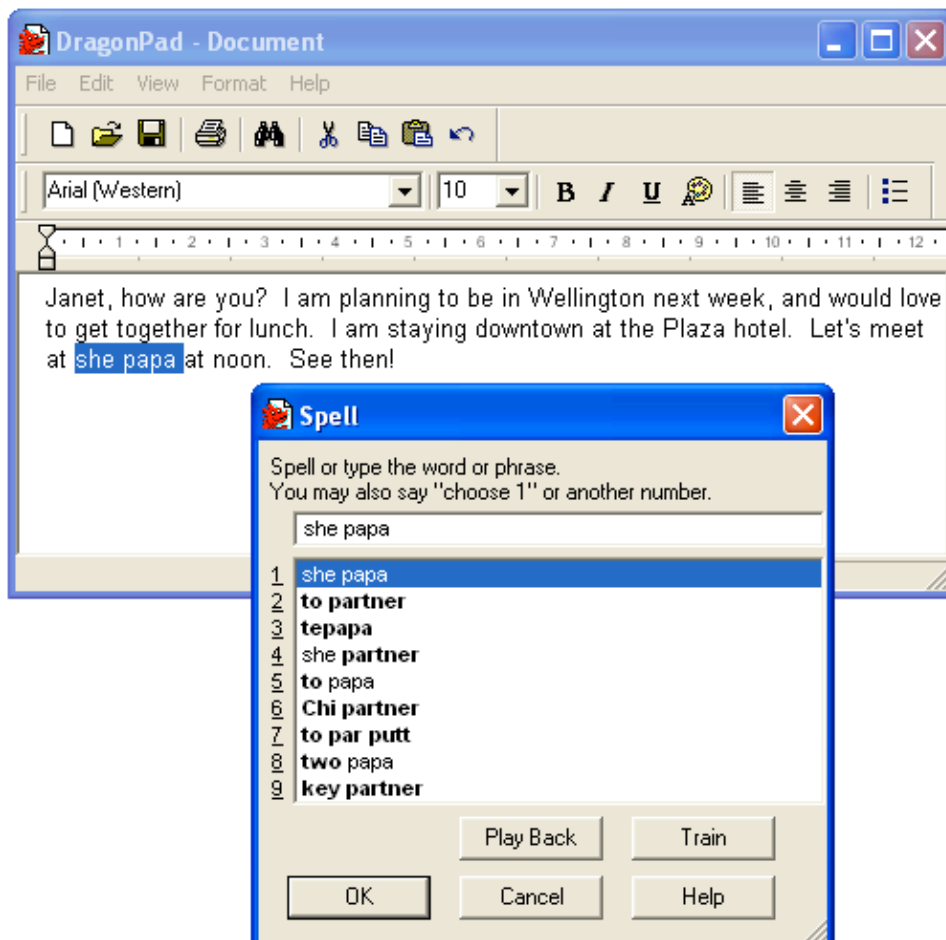 DragonPad - Document
File Edit View Format Help
Arial (Western) 10 B I U A
1 2 3 4 5 6 7 8 9 10 11 12
Janet, how are you? I am planning to be in Wellington next week, and would love
to get together for lunch. I am staying downtown at the Plaza hotel. Let's meet
at she papa at noon. See then!
Spell
Spell or type the word or phrase.
You may also say "choose 1" or another number.
she papa
1 she papa
2 to partner
3 tepapa
4 she partner
5 to papa
6 Chi partner
7 to par putt
8 two papa
9 key partner
Play Back Train
OK Cancel Help